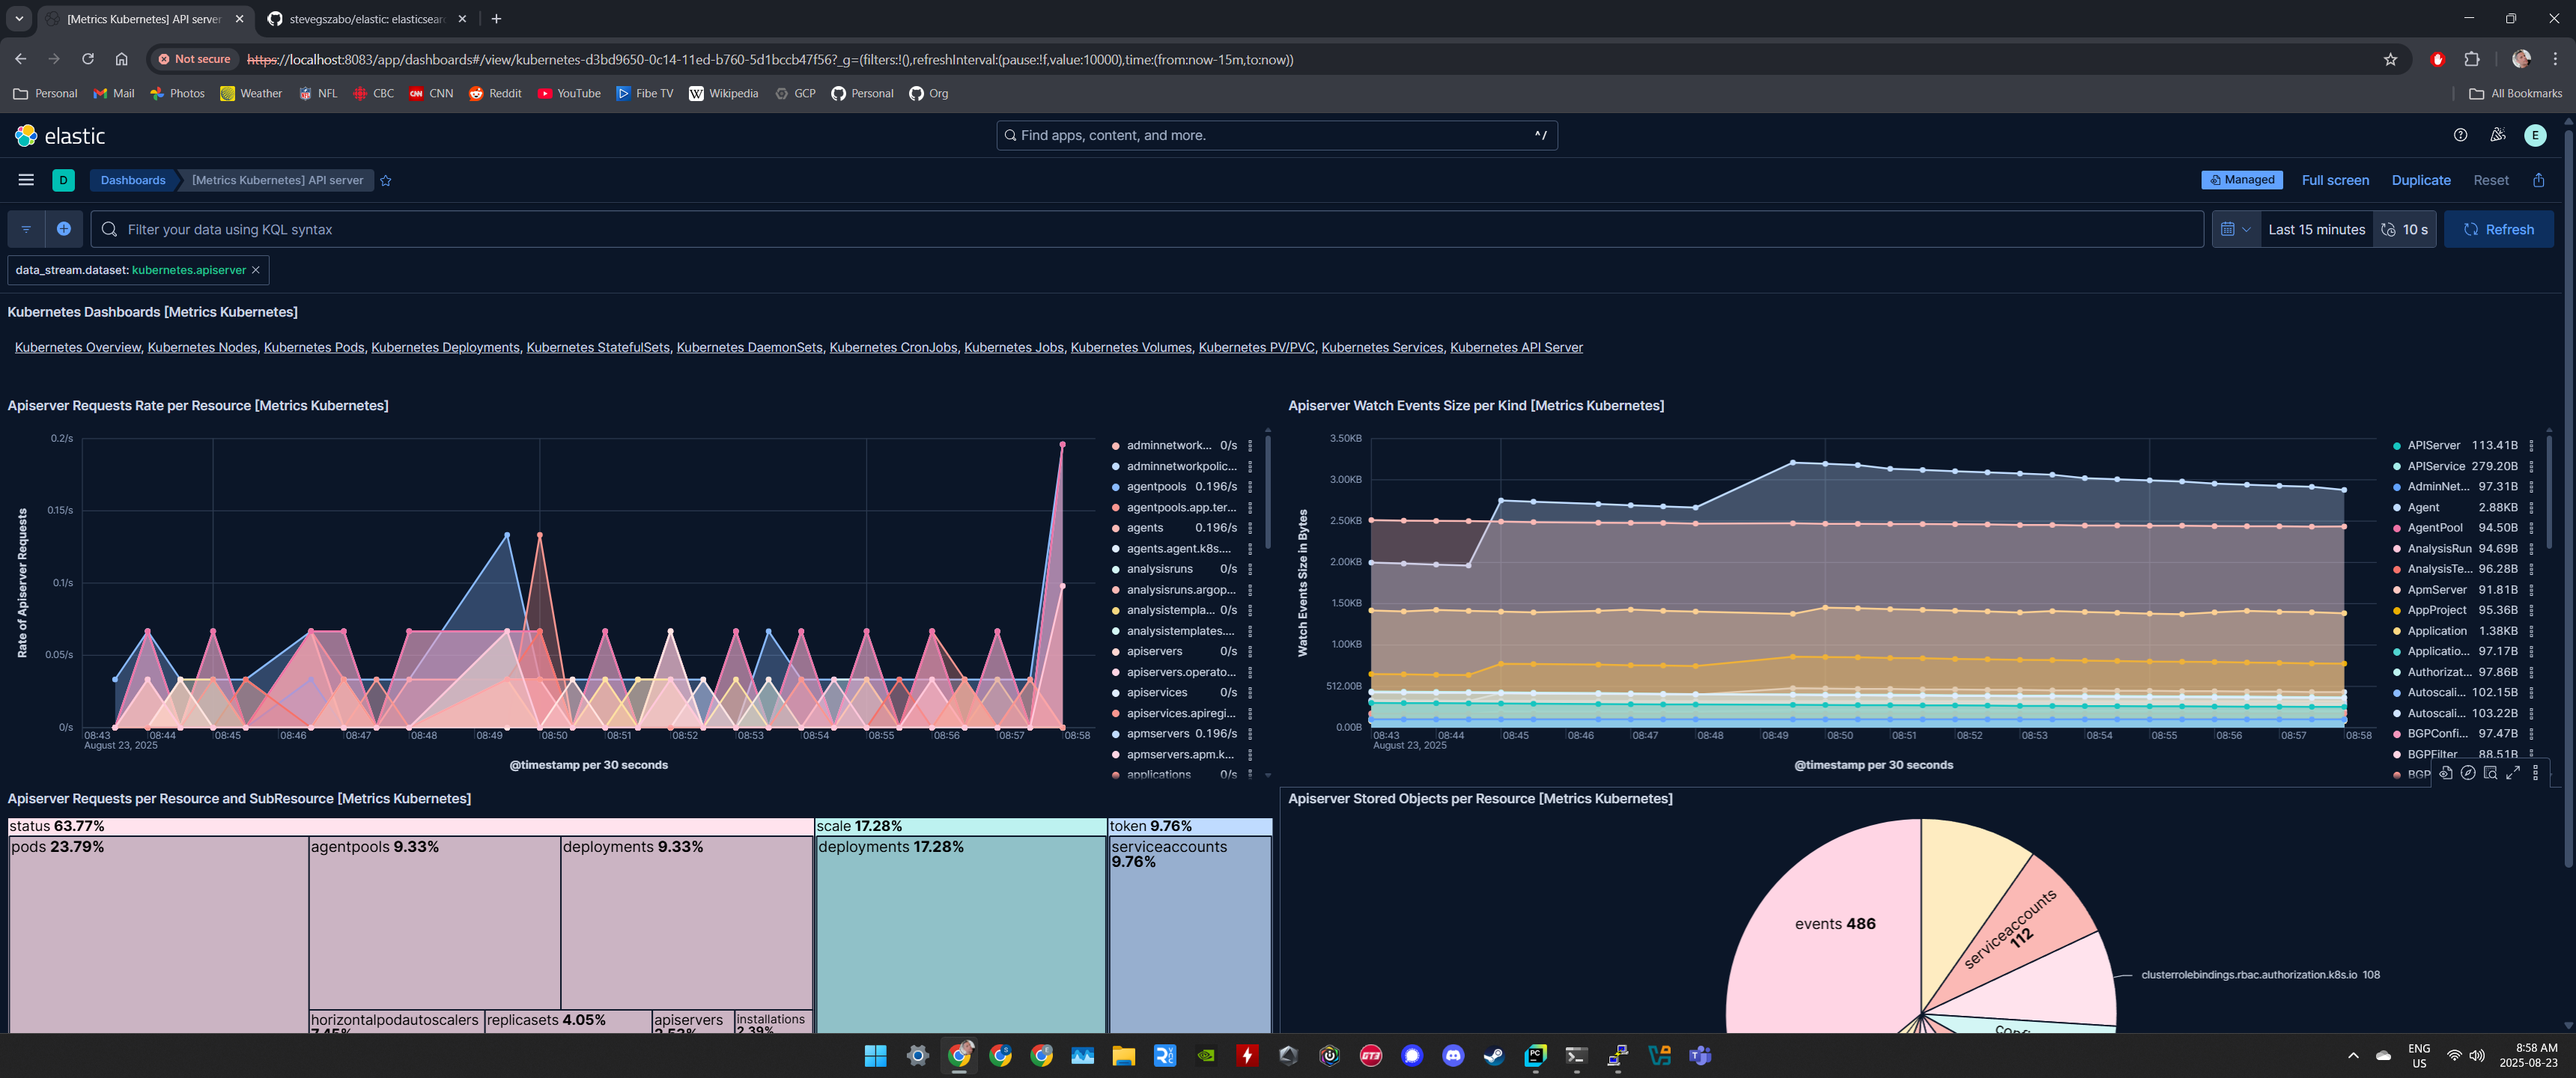 [Metrics Kubernetes] API server
stevegszabo/elastic: elasticsear
Not secure
https://localhost:8083/app/dashboards#/view/kubernetes-d3bd9650-0c14-11ed-b760-5d1bccb47f56?_g=(filters:!(),refreshInterval:(pause:!f,value:10000),time:(from:now-15m,to:now))
Personal Mail Photos Weather NFL CBC CNN Reddit YouTube Fibe TV Wikipedia GCP Personal Org All Bookmarks
elastic
Find apps, content, and more. ^/
E
D Dashboards [Metrics Kubernetes] API server
Managed Full screen Duplicate Reset
Filter your data using KQL syntax
Last 15 minutes 10 s Refresh
data_stream.dataset: kubernetes.apiserver
Kubernetes Dashboards [Metrics Kubernetes]
Kubernetes Overview, Kubernetes Nodes, Kubernetes Pods, Kubernetes Deployments, Kubernetes StatefulSets, Kubernetes DaemonSets, Kubernetes CronJobs, Kubernetes Jobs, Kubernetes Volumes, Kubernetes PV/PVC, Kubernetes Services, Kubernetes API Server
Apiserver Requests Rate per Resource [Metrics Kubernetes]
Rate of Apiserver Requests
0.2/s
0.15/s
0.1/s
0.05/s
0/s
08:43 08:44 08:45 08:46 08:47 08:48 08:49 08:50 08:51 08:52 08:53 08:54 08:55 08:56 08:57 08:58
August 23, 2025
@timestamp per 30 seconds
adminnetwork... 0/s
adminnetworkpolic...
agentpools 0.196/s
agentpools.app.ter...
agents 0.196/s
agents.agent.k8s....
analysisruns 0/s
analysisruns.argop...
analysistempla... 0/s
analysistemplates....
apiservers 0/s
apiservers.operato...
apiservices 0/s
apiservices.apiregi...
apmservers 0.196/s
apmservers.apm.k...
applications 0/s
Apiserver Watch Events Size per Kind [Metrics Kubernetes]
Watch Events Size in Bytes
3.50KB
3.00KB
2.50KB
2.00KB
1.50KB
1.00KB
512.00B
0.00B
08:43 08:44 08:45 08:46 08:47 08:48 08:49 08:50 08:51 08:52 08:53 08:54 08:55 08:56 08:57 08:58
August 23, 2025
@timestamp per 30 seconds
APIServer 113.41B
APIService 279.20B
AdminNet... 97.31B
Agent 2.88KB
AgentPool 94.50B
AnalysisRun 94.69B
AnalysisTe... 96.28B
ApmServer 91.81B
AppProject 95.36B
Application 1.38KB
Applicatio... 97.17B
Authorizat... 97.86B
Autoscali... 102.15B
Autoscali... 103.22B
BGPConfi... 97.47B
BGPFilter 88.51B
BGP
Apiserver Requests per Resource and SubResource [Metrics Kubernetes]
status 63.77%
scale 17.28%
token 9.76%
pods 23.79%
agentpools 9.33%
deployments 9.33%
deployments 17.28%
serviceaccounts
9.76%
horizontalpodautoscalers
7.45%
replicasets 4.05%
apiservers
2.53%
installations
2.39%
Apiserver Stored Objects per Resource [Metrics Kubernetes]
events 486
serviceaccounts
112
clusterrolebindings.rbac.authorization.k8s.io 108
ENG
US
8:58 AM
2025-08-23